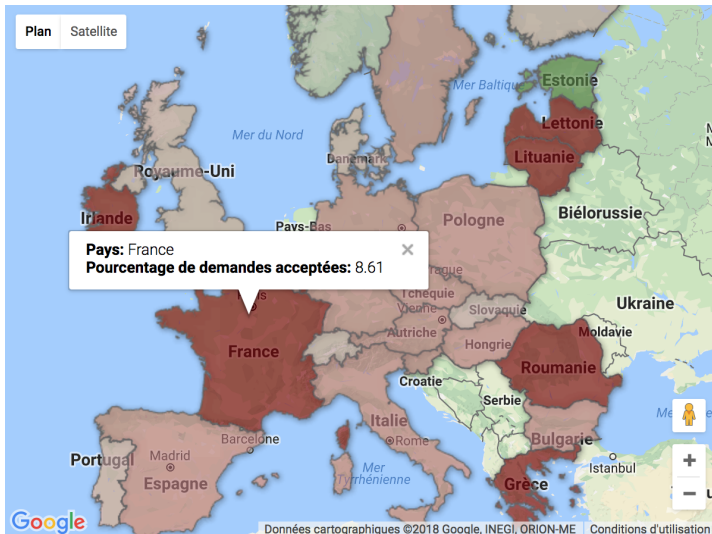 Plan Satellite
Estonie
Mer Baltique
Lettonie
Mer du Nord
Danemark
Lituanie
Royaume-Uni
Irlande
Biélorussie
Pologne
Pays-Bas
Pays: France
Pourcentage de demandes acceptées: 8.61
×
Prague
Tchéquie
Paris
Vienne
Slovaquie
Ukraine
Autriche
Moldavie
Hongrie
France
Roumanie
Croatie
Serbie
Italie
Barcelone
Rome
Bulgarie
Portugal
Madrid
Espagne
Istanbul
Mer
Tyrrhénienne
Grèce
+
−
Google
Données cartographiques ©2018 Google, INEGI, ORION-ME Conditions d'utilisation